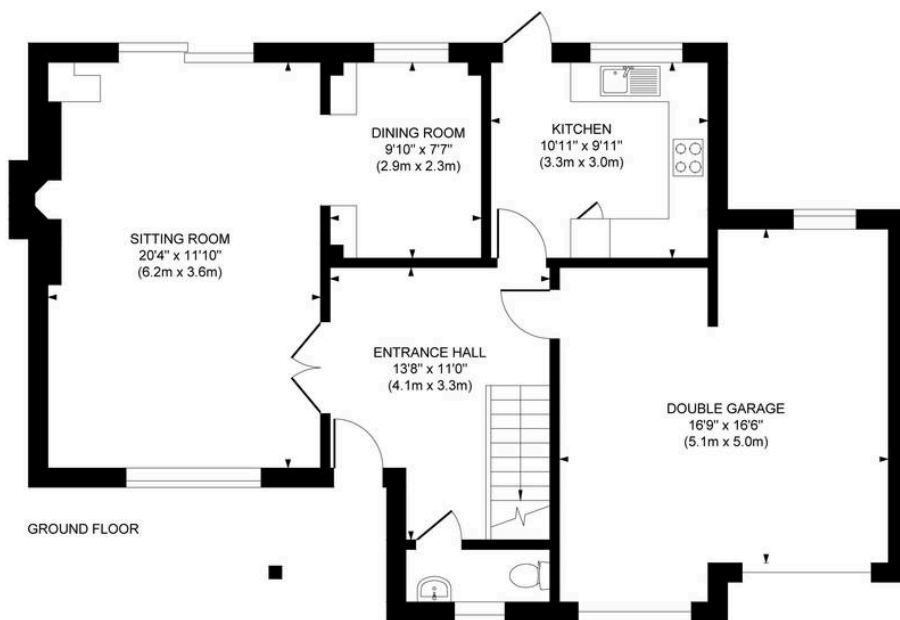 DINING ROOM
9'10" x 7'7"
(2.9m x 2.3m)
KITCHEN
10'11" x 9'11"
(3.3m x 3.0m)
SITTING ROOM
20'4" x 11'10"
(6.2m x 3.6m)
ENTRANCE HALL
13'8" x 11'0"
(4.1m x 3.3m)
DOUBLE GARAGE
16'9" x 16'6"
(5.1m x 5.0m)
GROUND FLOOR